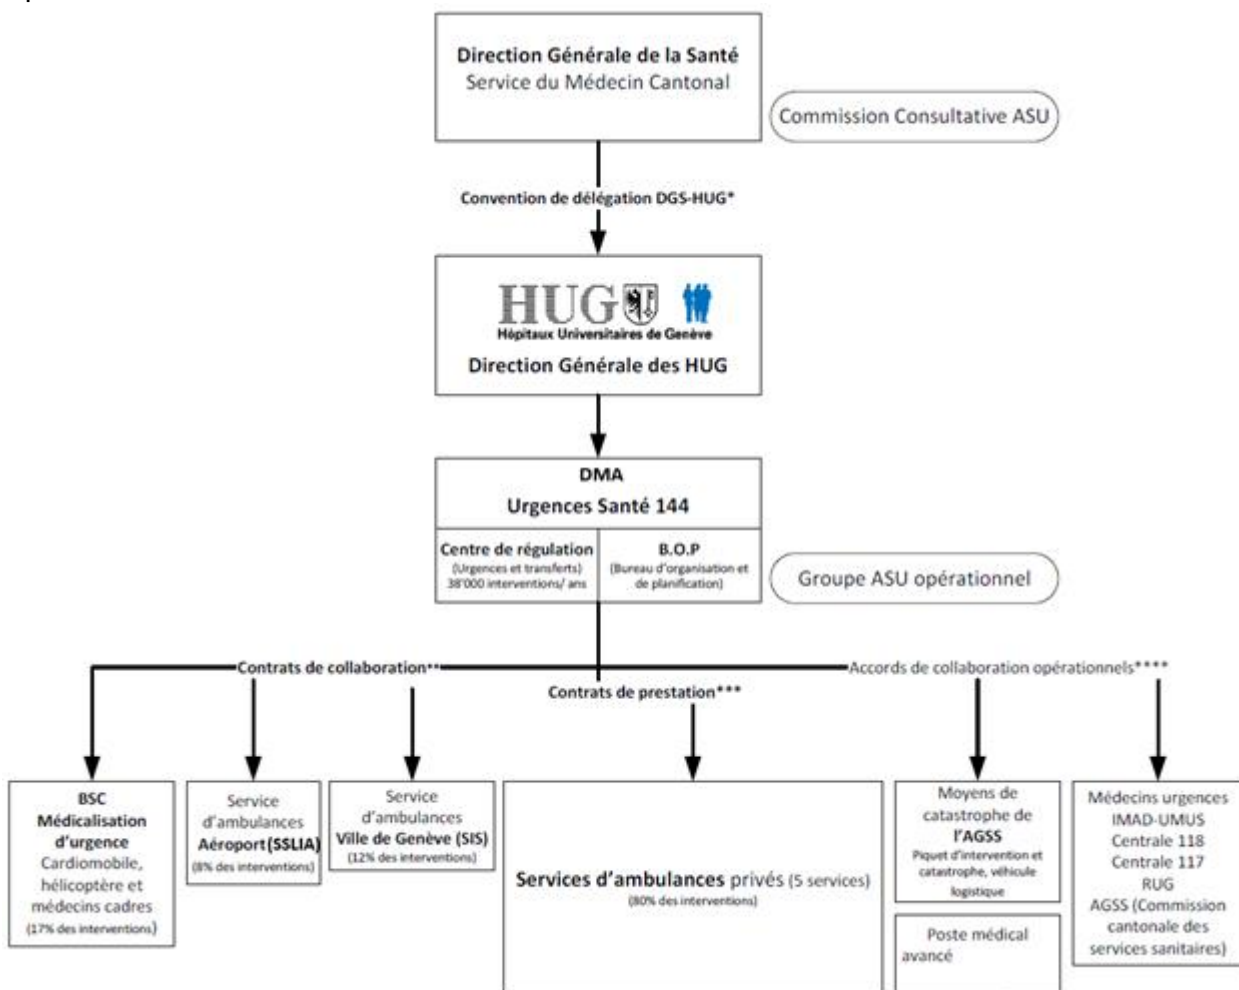 Direction Générale de la Santé
Service du Médecin Cantonal
Commission Consultative ASU
Convention de délégation DGS-HUG*
HUG
Hôpitaux Universitaires de Genève
Direction Générale des HUG
DMA
Urgences Santé 144
Centre de régulation
(Urgences et transferts)
38'000 interventions/ ans
B.O.P
(Bureau d'organisation et
de planification)
Groupe ASU opérationnel
Contrats de collaboration**
Contrats de prestation***
Accords de collaboration opérationnels****
BSC
Médicalisation
d'urgence
Cardiomobile,
hélicoptère et
médecins cadres
(17% des interventions)
Service
d'ambulances
Aéroport (SSLIA)
(8% des interventions)
Service
d'ambulances
Ville de Genève (SIS)
(12% des interventions)
Services d'ambulances privés (5 services)
(80% des interventions)
Moyens de
catastrophe de
l'AGSS
Piquet d'intervention et
catastrophe, véhicule
logistique
Poste médical
avancé
Médecins urgences
IMAD-UMUS
Centrale 118
Centrale 117
RUG
AGSS (Commission
cantonale des
services sanitaires)